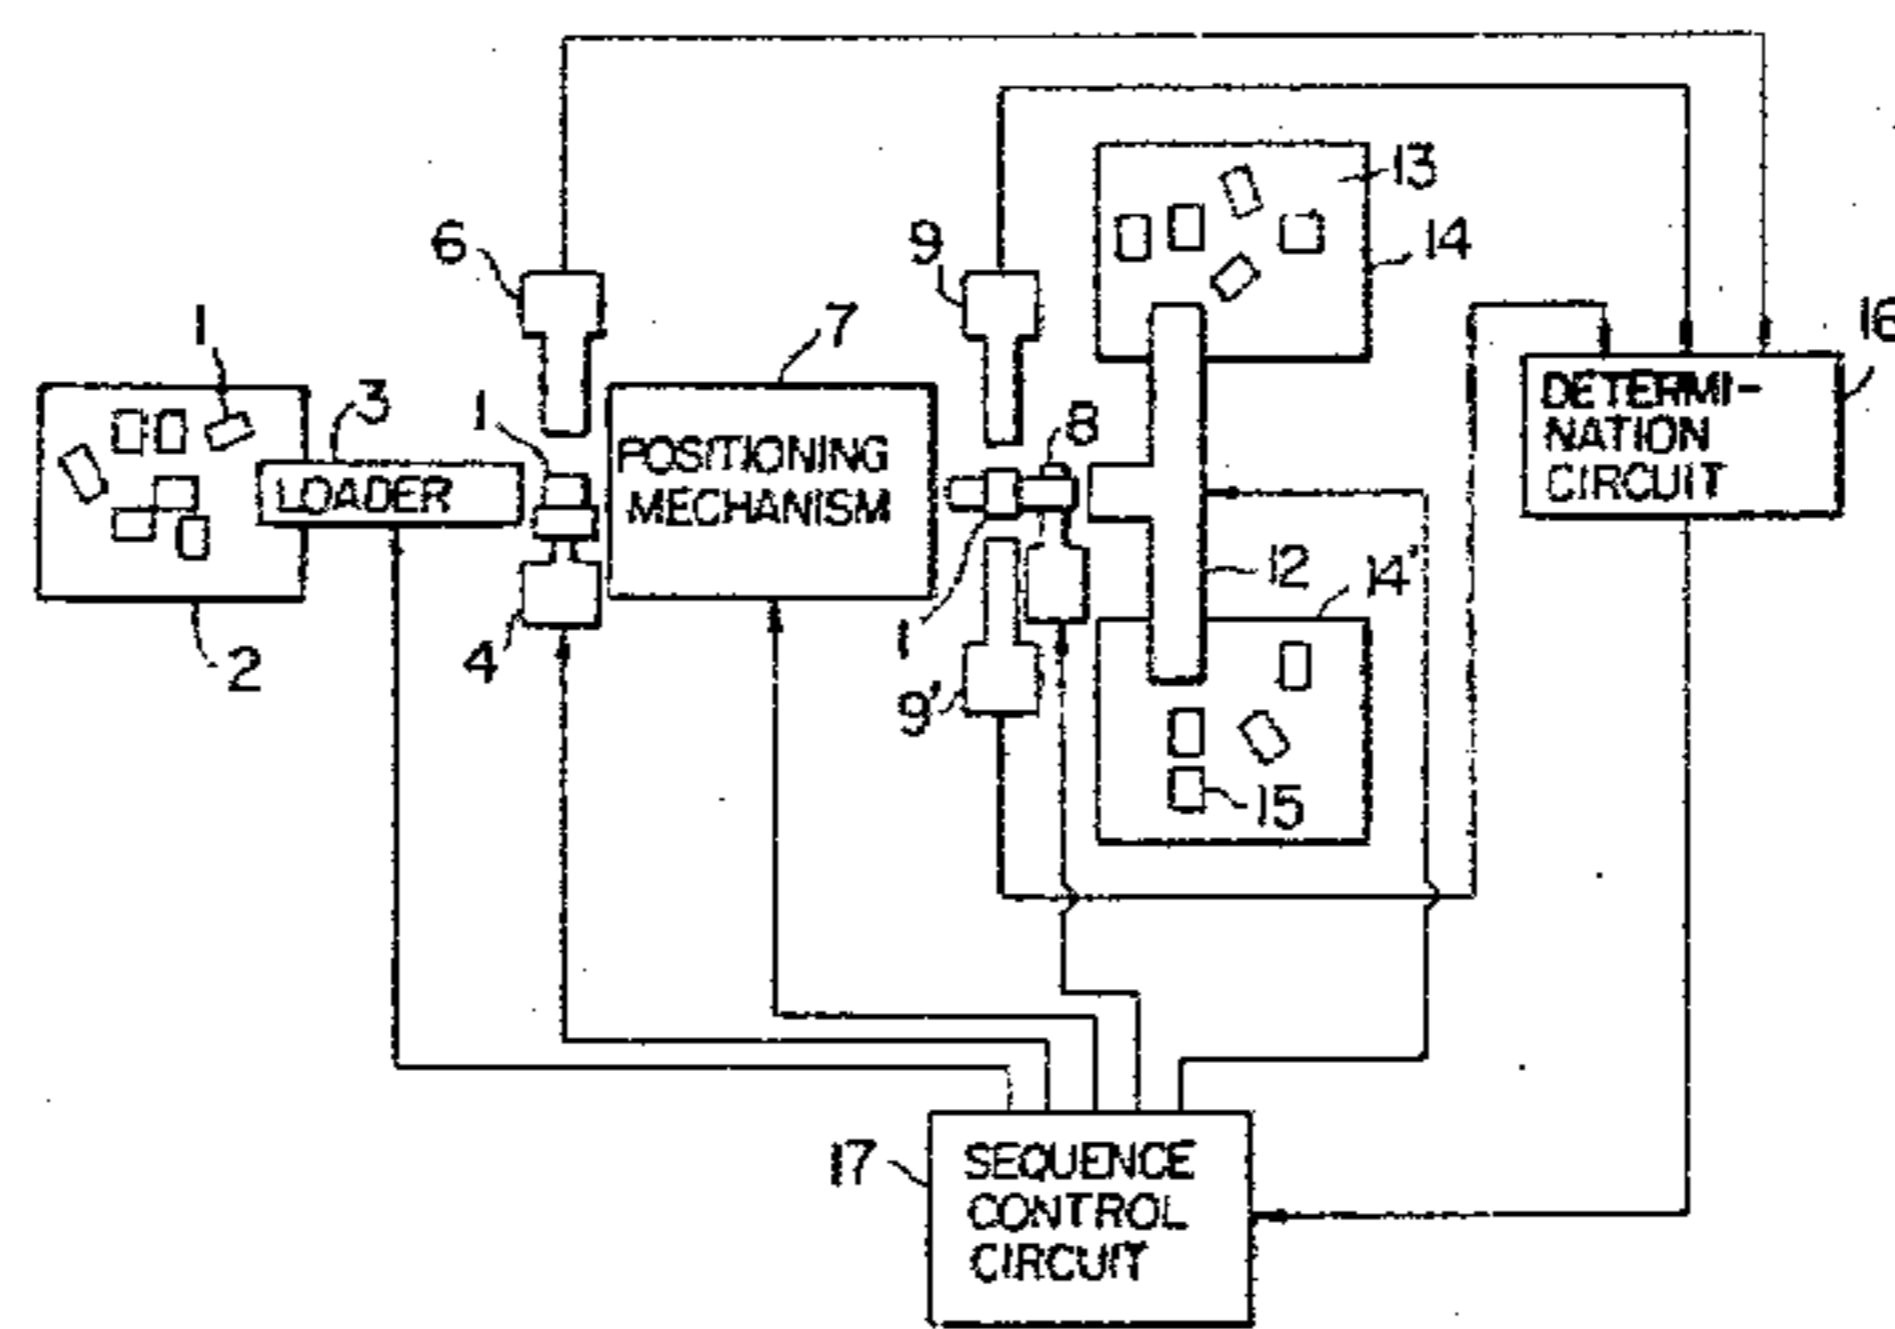 6
9
13
14
1
3
1
7
8
16
LOADER
POSITIONING
MECHANISM
DETERMI-
NATION
CIRCUIT
2
4
1
9'
12
14'
15
17
SEQUENCE
CONTROL
CIRCUIT